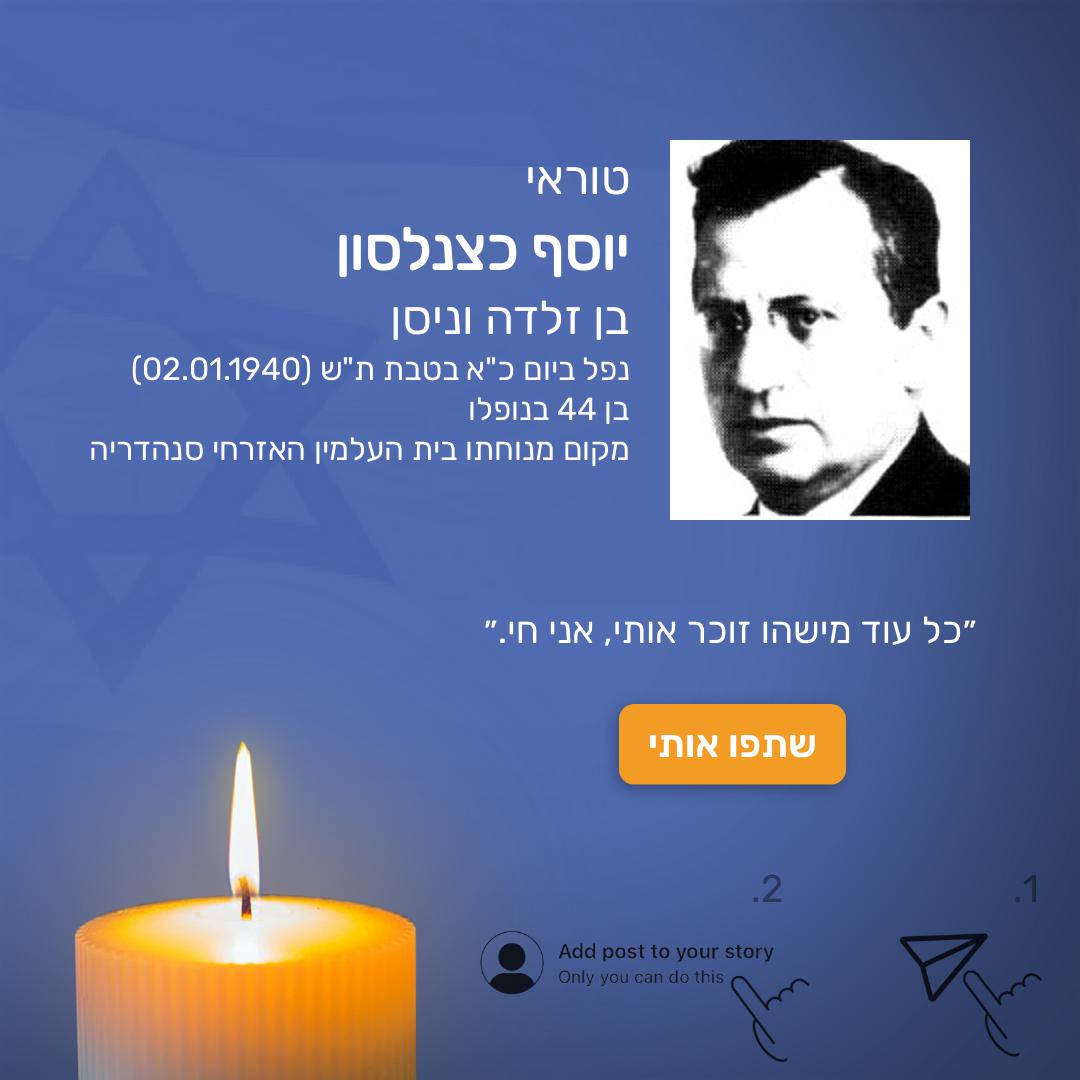 טוראי
יוסף כצנלסון
בן זלדה וניסן
נפל ביום כ"א בטבת ת"ש (02.01.1940)
בן 44 בנופלו
מקום מנוחתו בית העלמין האזרחי סנהדריה
״כל עוד מישהו זוכר אותי, אני חי.״
שתפו אותי
1.
2.
Add post to your story
Only you can do this